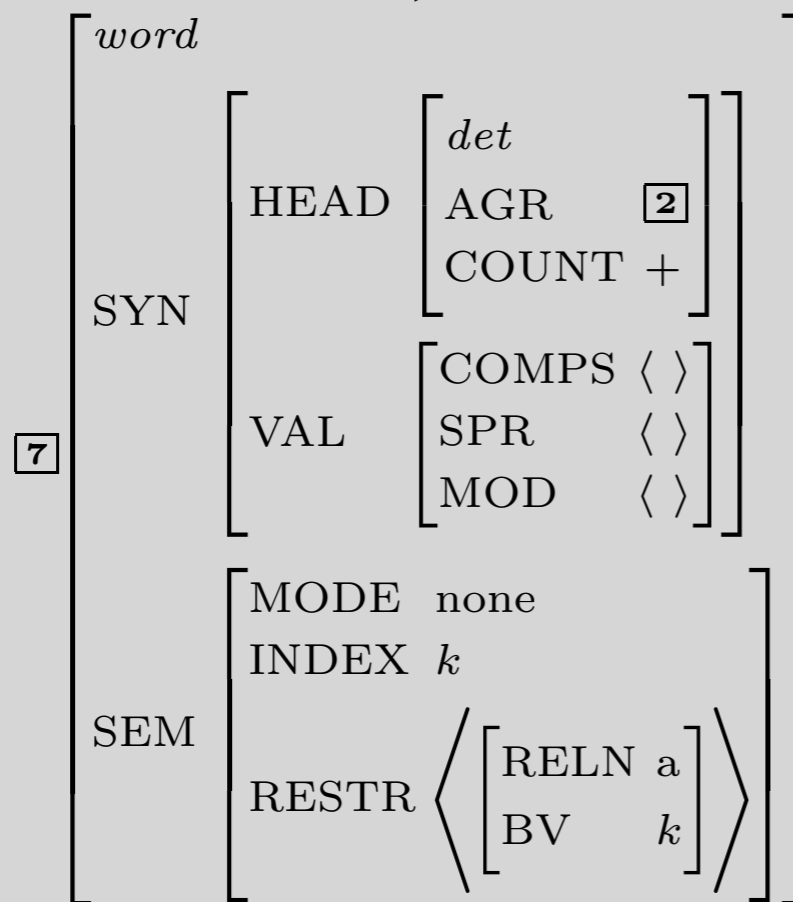 word
HEAD
det
AGR 2
COUNT +
SYN
VAL
COMPS ⟨ ⟩
SPR ⟨ ⟩
MOD ⟨ ⟩
7
SEM
MODE none
INDEX k
RESTR
RELN a
BV k